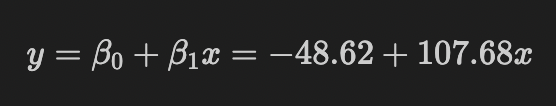 y = β₀ + β₁x = −48.62 + 107.68x